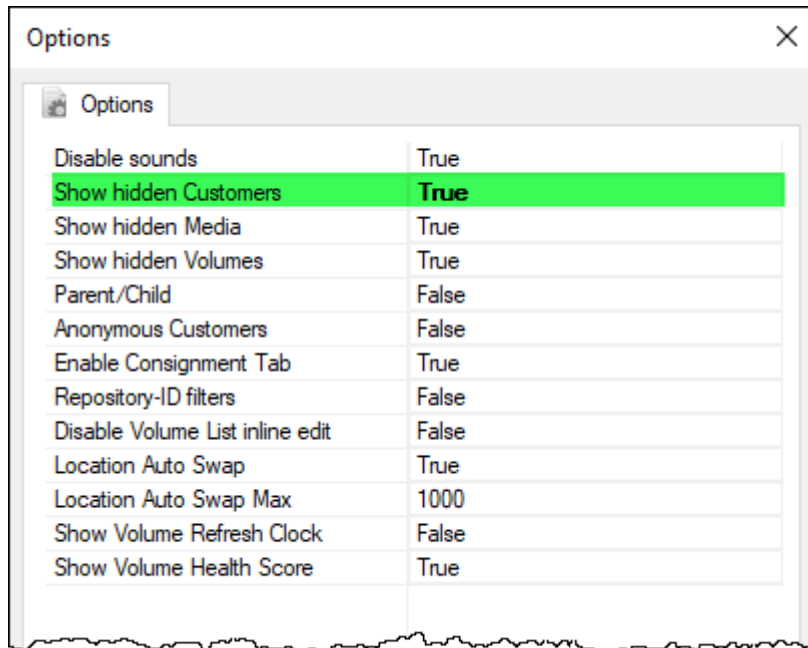 Options
Options
Disable sounds True
Show hidden Customers True
Show hidden Media True
Show hidden Volumes True
Parent/Child False
Anonymous Customers False
Enable Consignment Tab True
Repository-ID filters False
Disable Volume List inline edit False
Location Auto Swap True
Location Auto Swap Max 1000
Show Volume Refresh Clock False
Show Volume Health Score True